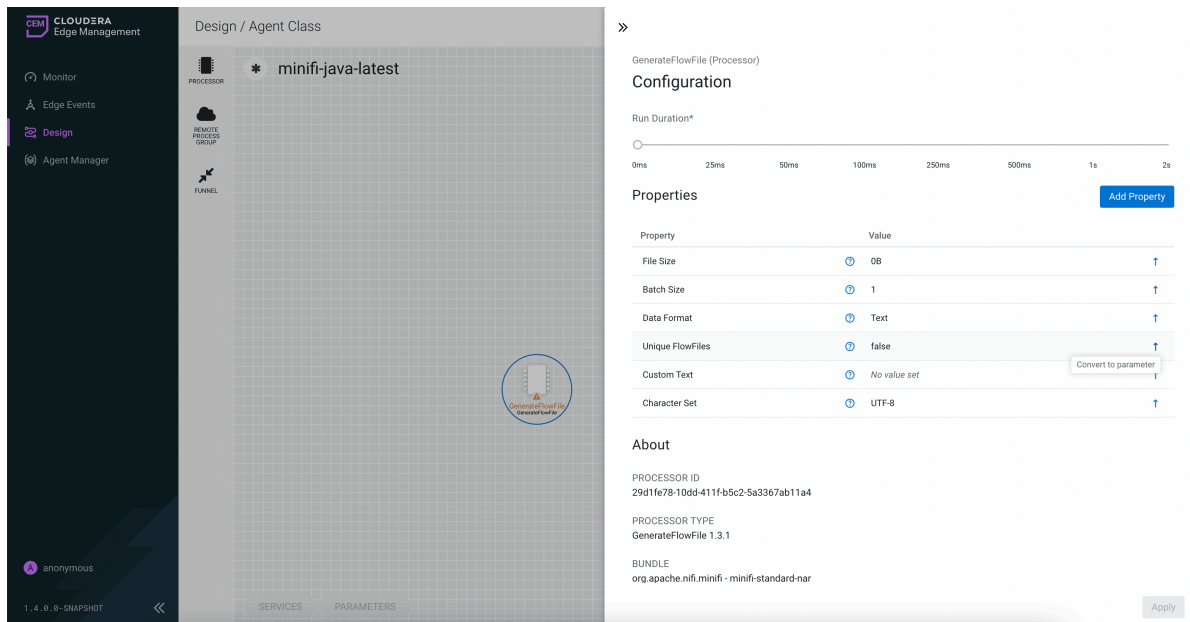 CEM CLOUDERA
Edge Management
Monitor
Edge Events
Design
Agent Manager
A anonymous
1.4.0.0-SNAPSHOT
Design / Agent Class
PROCESSOR
REMOTE
PROCESS
GROUP
FUNNEL
minifi-java-latest
GenerateFlowFile
GenerateFlowFile
SERVICES PARAMETERS
GenerateFlowFile (Processor)
Configuration
Run Duration*
0ms 25ms 50ms 100ms 250ms 500ms 1s 2s
Properties
Add Property
Property Value
File Size 0B
Batch Size 1
Data Format Text
Unique FlowFiles false
Convert to parameter
Custom Text No value set
Character Set UTF-8
About
PROCESSOR ID
29d1fe78-10dd-411f-b5c2-5a3367ab11a4
PROCESSOR TYPE
GenerateFlowFile 1.3.1
BUNDLE
org.apache.nifi.minifi - minifi-standard-nar
Apply